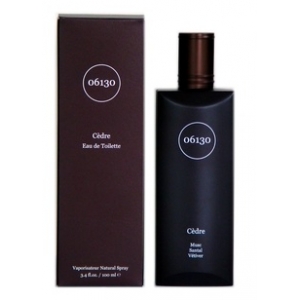 06130
Cèdre
Eau de Toilette
Vaporisateur Natural Spray
3.4 fl.oz. / 100 ml ℮
06130
Cèdre
Musc
Santal
Vétiver